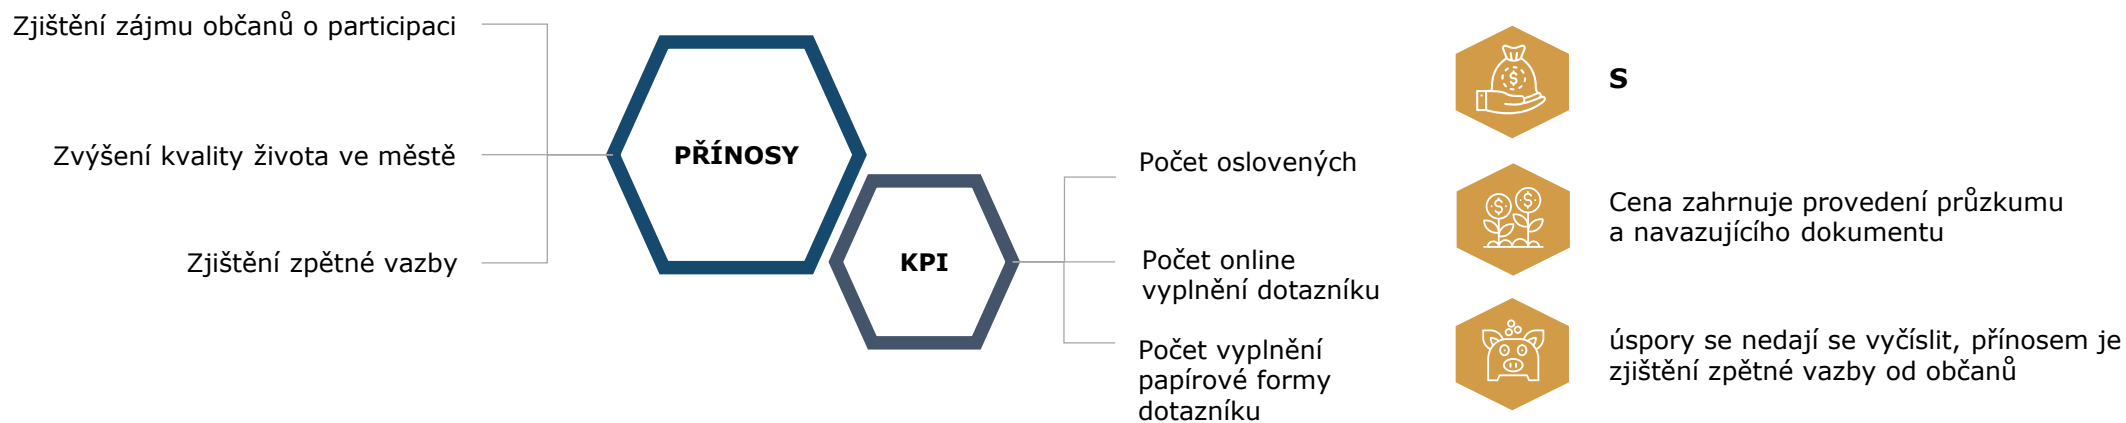 Zjištění zájmu občanů o participaci
Zvýšení kvality života ve městě
Zjištění zpětné vazby
PŘÍNOSY
KPI
Počet oslovených
Počet online
vyplnění dotazníku
Počet vyplnění
papírové formy
dotazníku
S
Cena zahrnuje provedení průzkumu
a navazujícího dokumentu
úspory se nedají se vyčíslit, přínosem je
zjištění zpětné vazby od občanů